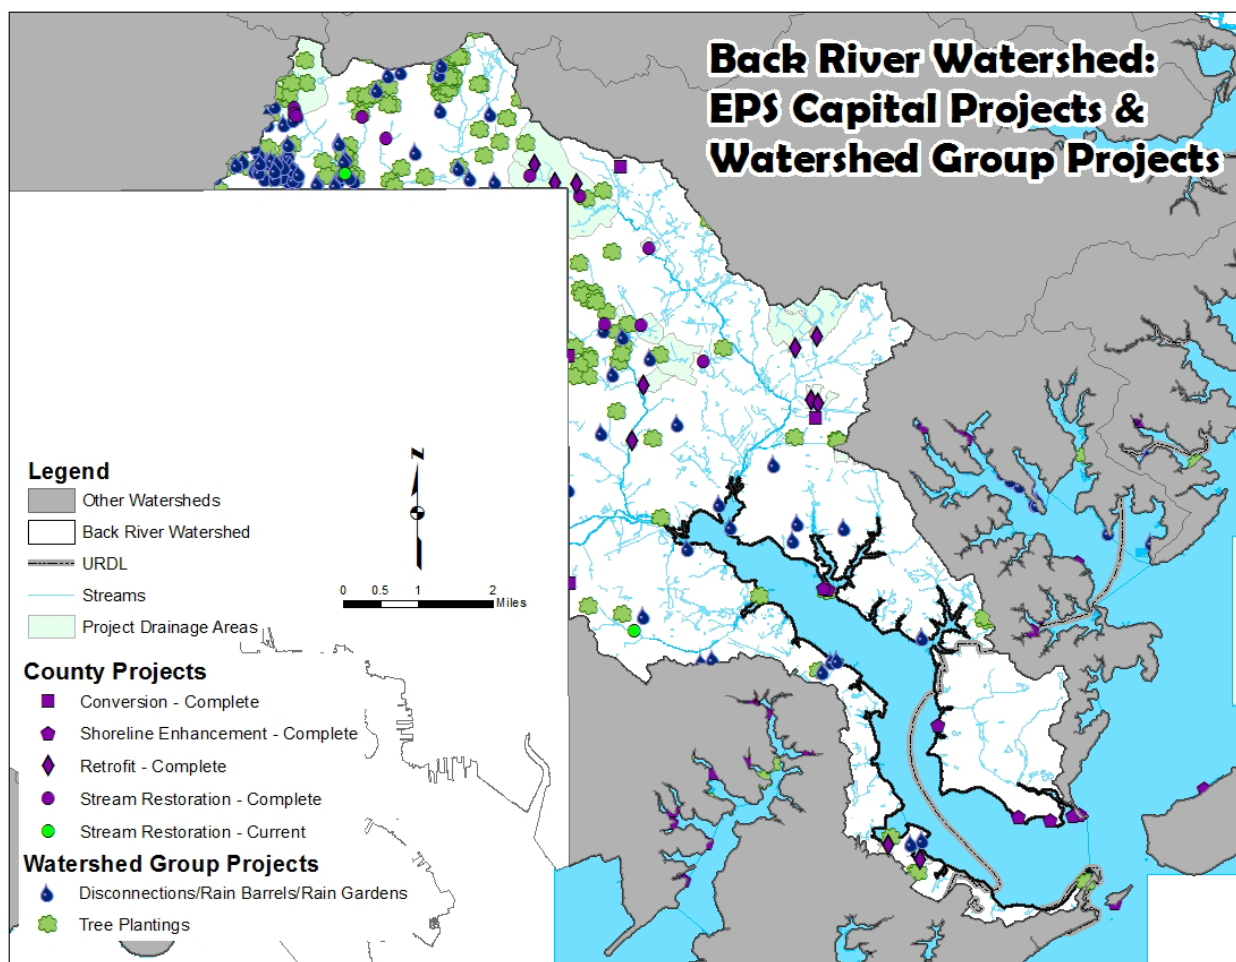 Back River Watershed:
EPS Capital Projects &
Watershed Group Projects
Legend
Other Watersheds
Back River Watershed
URDL
Streams
Project Drainage Areas
N
0 0.5 1 2
Miles
County Projects
Conversion - Complete
Shoreline Enhancement - Complete
Retrofit - Complete
Stream Restoration - Complete
Stream Restoration - Current
Watershed Group Projects
Disconnections/Rain Barrels/Rain Gardens
Tree Plantings